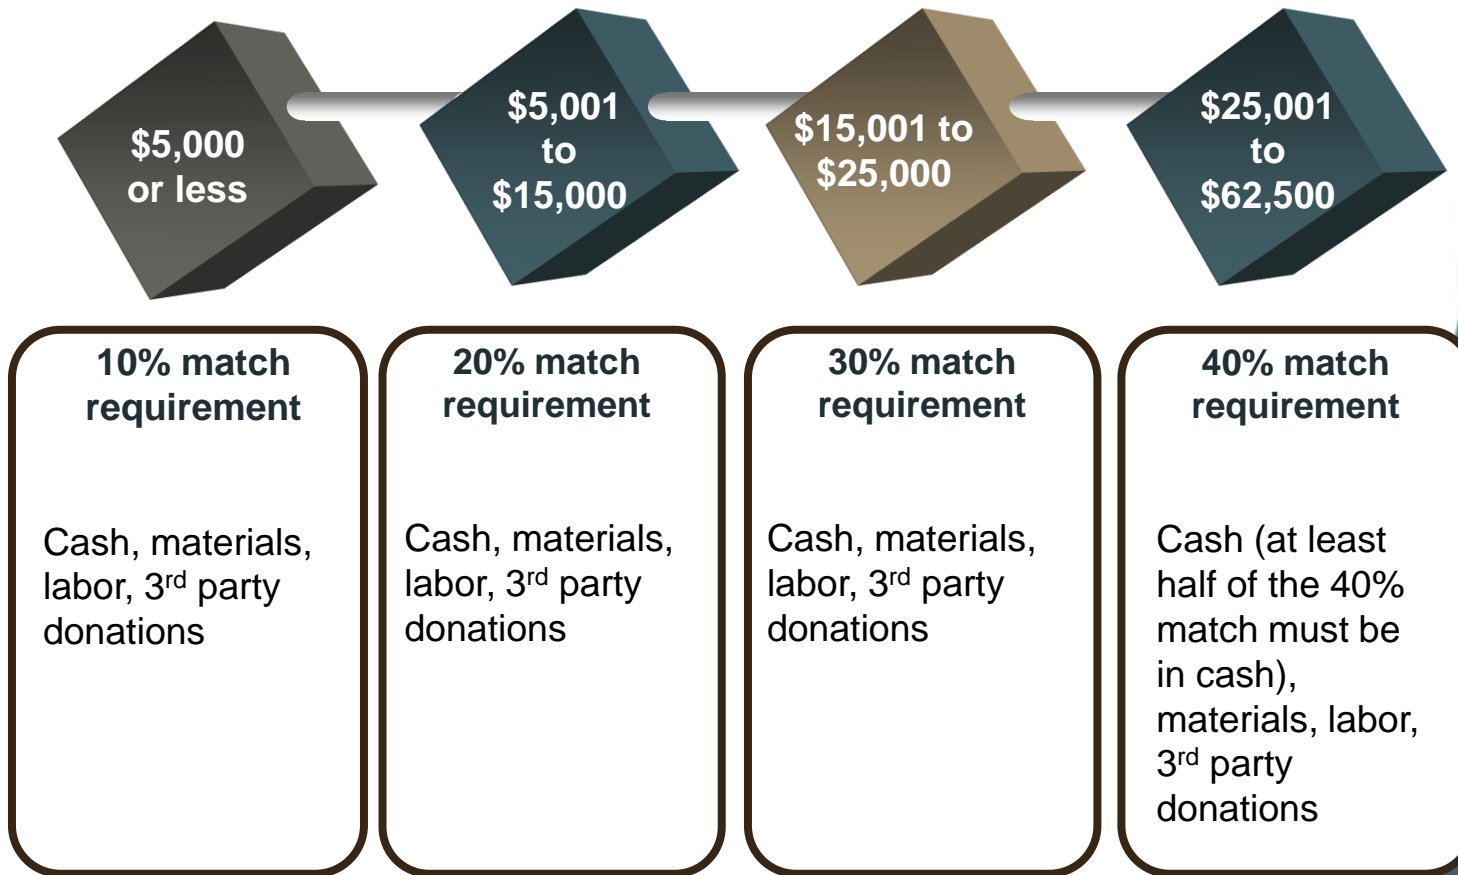 $5,000
or less
$5,001
to
$15,000
$15,001 to
$25,000
$25,001
to
$62,500
10% match
requirement
Cash, materials,
labor, 3rd party
donations
20% match
requirement
Cash, materials,
labor, 3rd party
donations
30% match
requirement
Cash, materials,
labor, 3rd party
donations
40% match
requirement
Cash (at least
half of the 40%
match must be
in cash),
materials, labor,
3rd party
donations